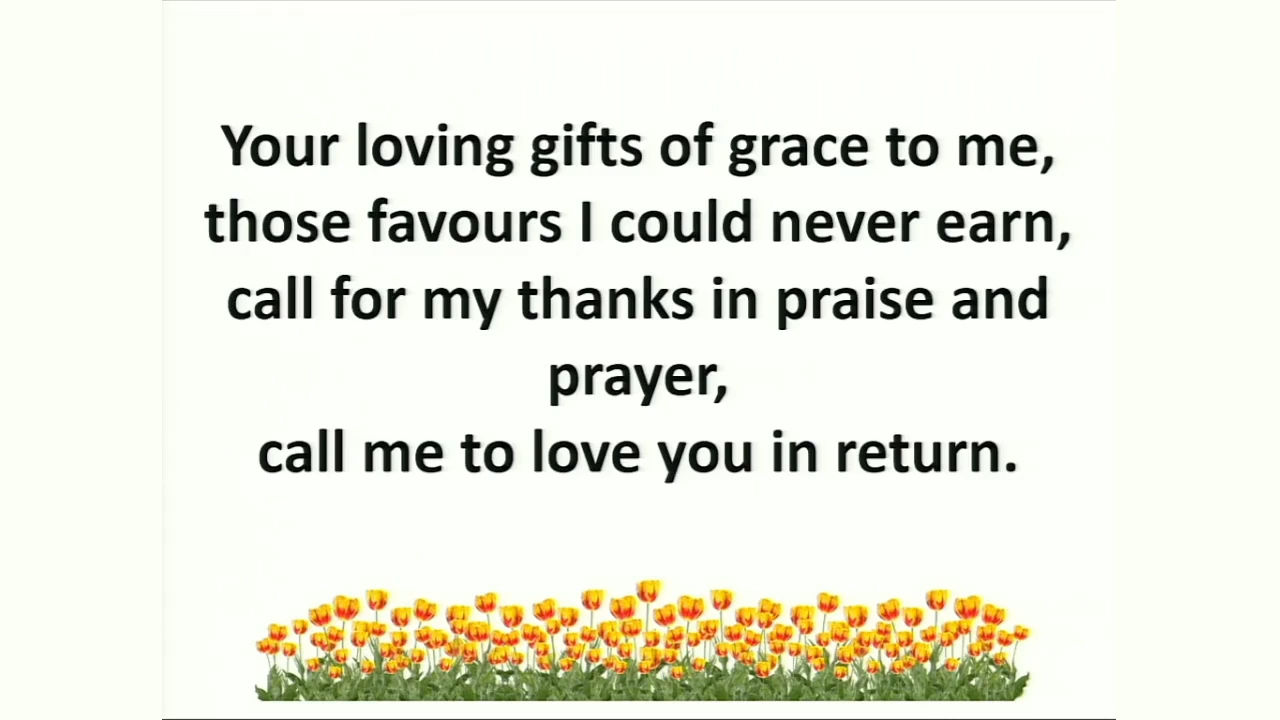 Your loving gifts of grace to me,
those favours I could never earn,
call for my thanks in praise and
prayer,
call me to love you in return.